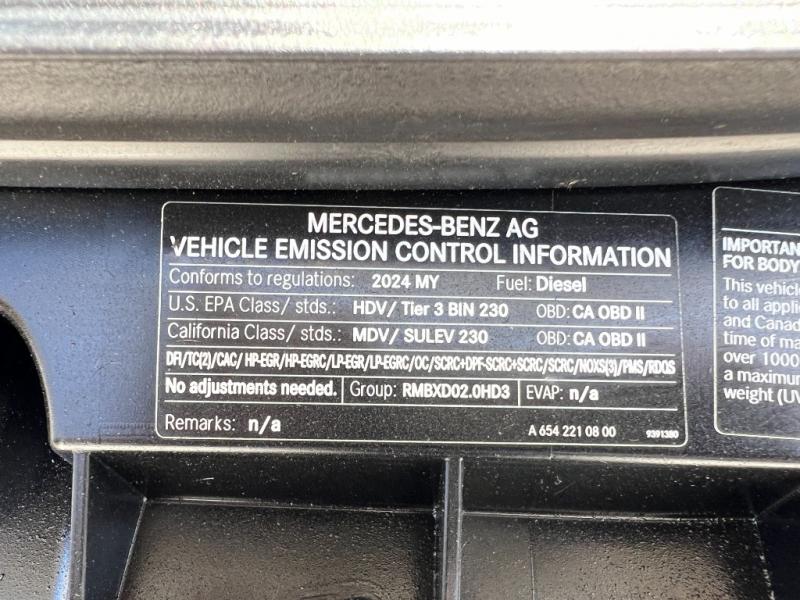 MERCEDES-BENZ AG
VEHICLE EMISSION CONTROL INFORMATION
Conforms to regulations: 2024 MY Fuel: Diesel
U.S. EPA Class/ stds.: HDV/ Tier 3 BIN 230 OBD: CA OBD II
California Class/ stds.: MDV/ SULEV 230 OBD: CA OBD II
DFI/TC(2)/CAC/ HP-EGR/HP-EGRC/LP-EGR/LP-EGRC/OC/SCRC+DPF-SCRC+SCRC/SCRC/NOXS(3)/PMS/RDQS
No adjustments needed. Group: RMBXD02.0HD3 EVAP: n/a
Remarks: n/a
A 654 221 08 00 9391380
IMPORTAN
FOR BODY
This vehicl
to all appli
and Canad
time of ma
over 1000
a maximum
weight (UV